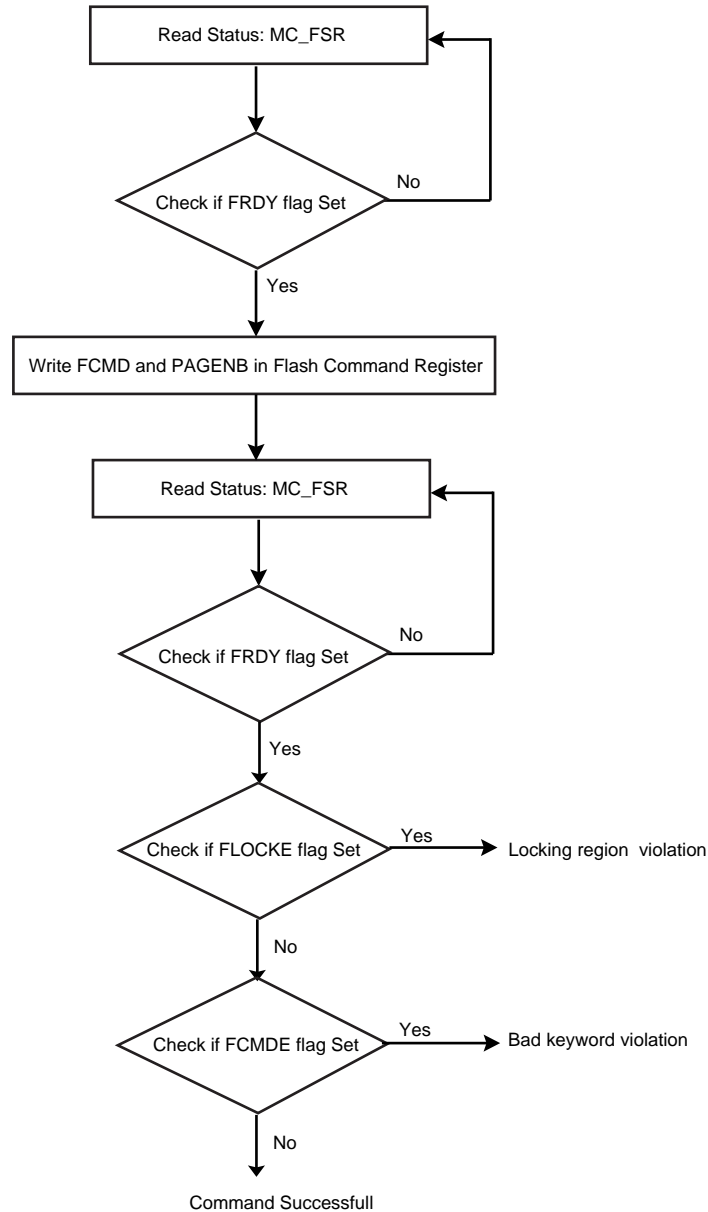 Read Status: MC_FSR
Check if FRDY flag Set
No
Yes
Write FCMD and PAGENB in Flash Command Register
Read Status: MC_FSR
Check if FRDY flag Set
No
Yes
Check if FLOCKE flag Set
Yes
Locking region violation
No
Check if FCMDE flag Set
Yes
Bad keyword violation
No
Command Successfull